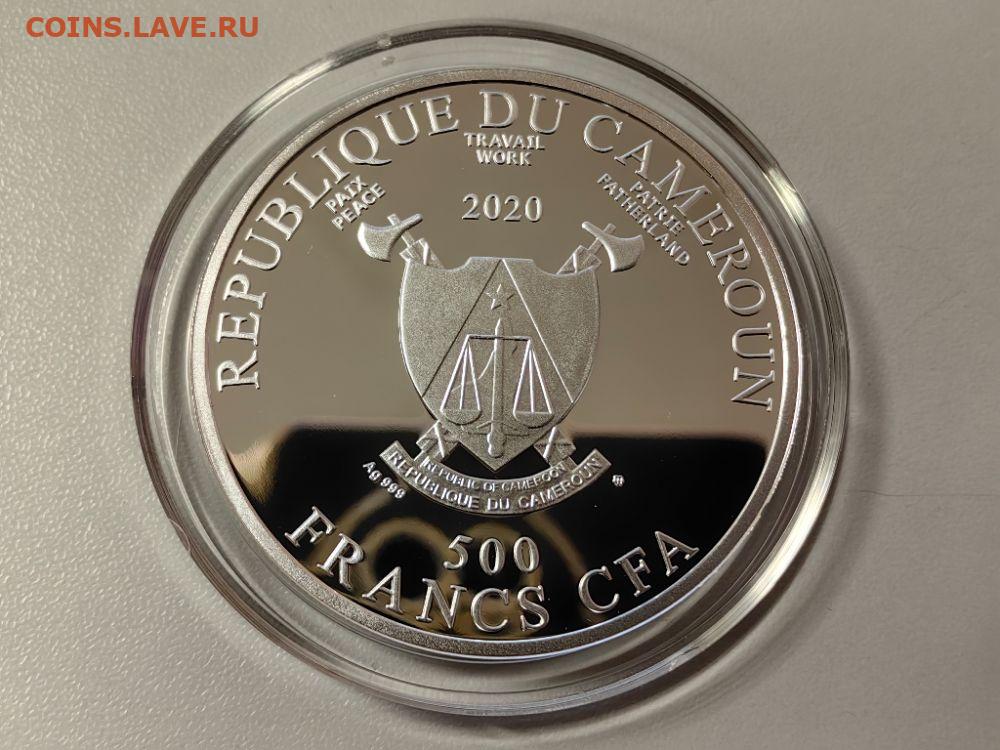 COINS.LAVE.RU
REPUBLIQUE DU CAMEROUN
PAIX
PEACE
TRAVAIL
WORK
PATRIE
FATHERLAND
2020
REPUBLIC OF CAMEROON
REPUBLIQUE DU CAMEROUN
Ag 999
500
FRANCS CFA